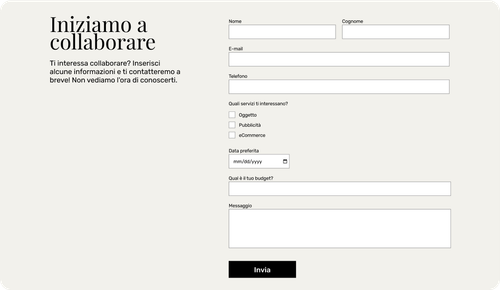 Iniziamo a
collaborare
Ti interessa collaborare? Inserisci
alcune informazioni e ti contatteremo a
breve! Non vediamo l'ora di conoscerti.
Nome
Cognome
E-mail
Telefono
Quali servizi ti interessano?
Oggetto
Pubblicità
eCommerce
Data preferita
mm/dd/yyyy
Qual è il tuo budget?
Messaggio
Invia